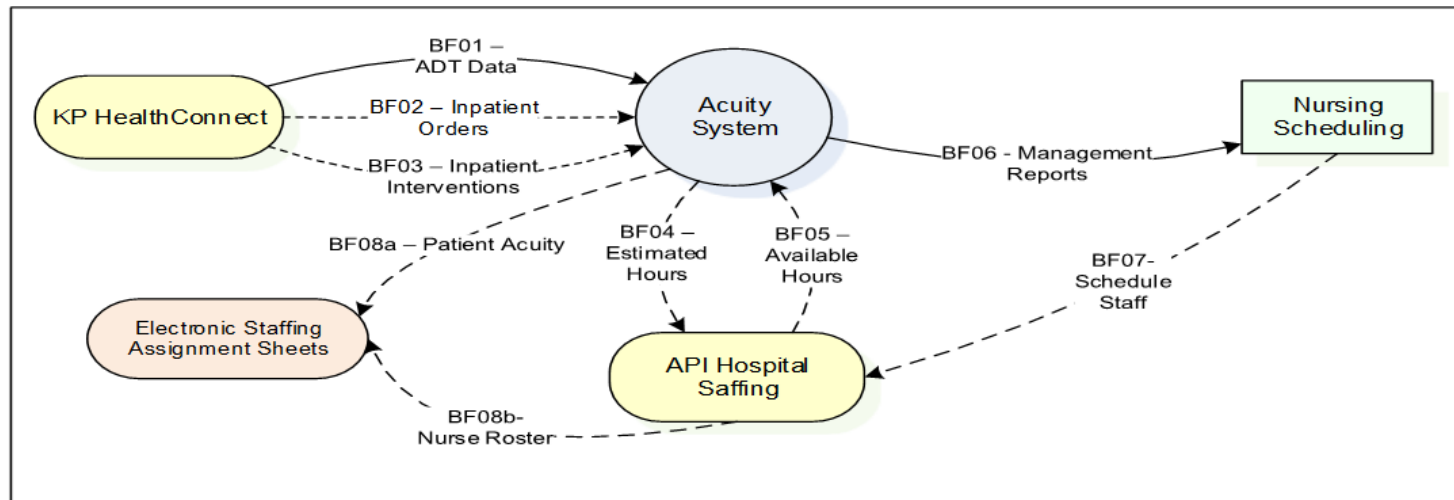 BF01 –
ADT Data
KP HealthConnect
BF02 – Inpatient
Orders
BF03 – Inpatient
Interventions
Acuity
System
Nursing
Scheduling
BF06 - Management
Reports
BF08a – Patient Acuity
BF04 –
Estimated
Hours
BF05 –
Available
Hours
BF07-
Schedule
Staff
Electronic Staffing
Assignment Sheets
API Hospital
Saffing
BF08b-
Nurse Roster